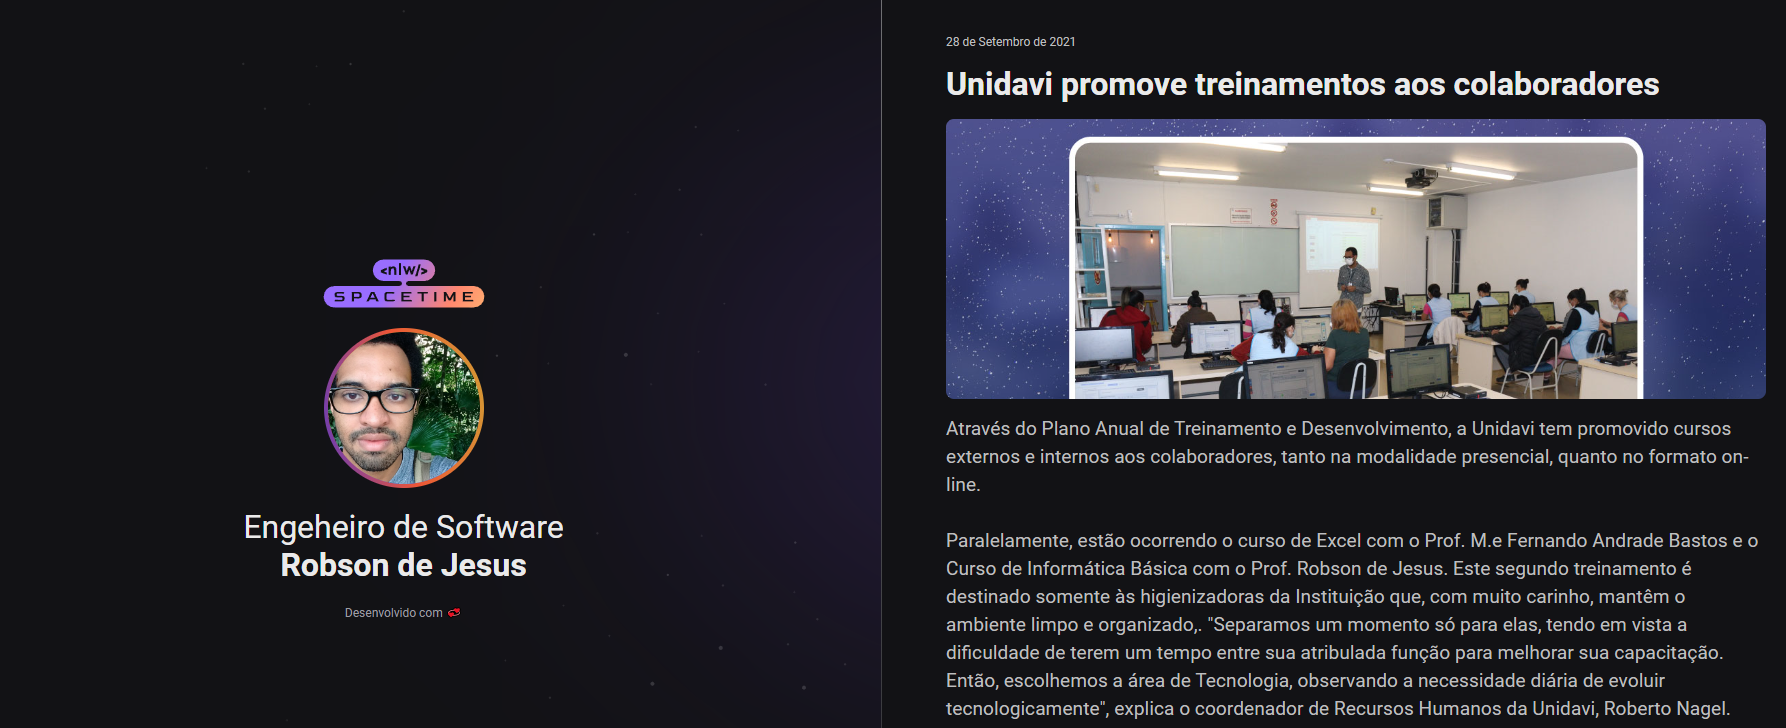 <nlw/>
SPACETIME
Engeheiro de Software
Robson de Jesus
Desenvolvido com
28 de Setembro de 2021
Unidavi promove treinamentos aos colaboradores
Através do Plano Anual de Treinamento e Desenvolvimento, a Unidavi tem promovido cursos
externos e internos aos colaboradores, tanto na modalidade presencial, quanto no formato on-
line.
Paralelamente, estão ocorrendo o curso de Excel com o Prof. M.e Fernando Andrade Bastos e o
Curso de Informática Básica com o Prof. Robson de Jesus. Este segundo treinamento é
destinado somente às higienizadoras da Instituição que, com muito carinho, mantêm o
ambiente limpo e organizado,. "Separamos um momento só para elas, tendo em vista a
dificuldade de terem um tempo entre sua atribulada função para melhorar sua capacitação.
Então, escolhemos a área de Tecnologia, observando a necessidade diária de evoluir
tecnologicamente", explica o coordenador de Recursos Humanos da Unidavi, Roberto Nagel.